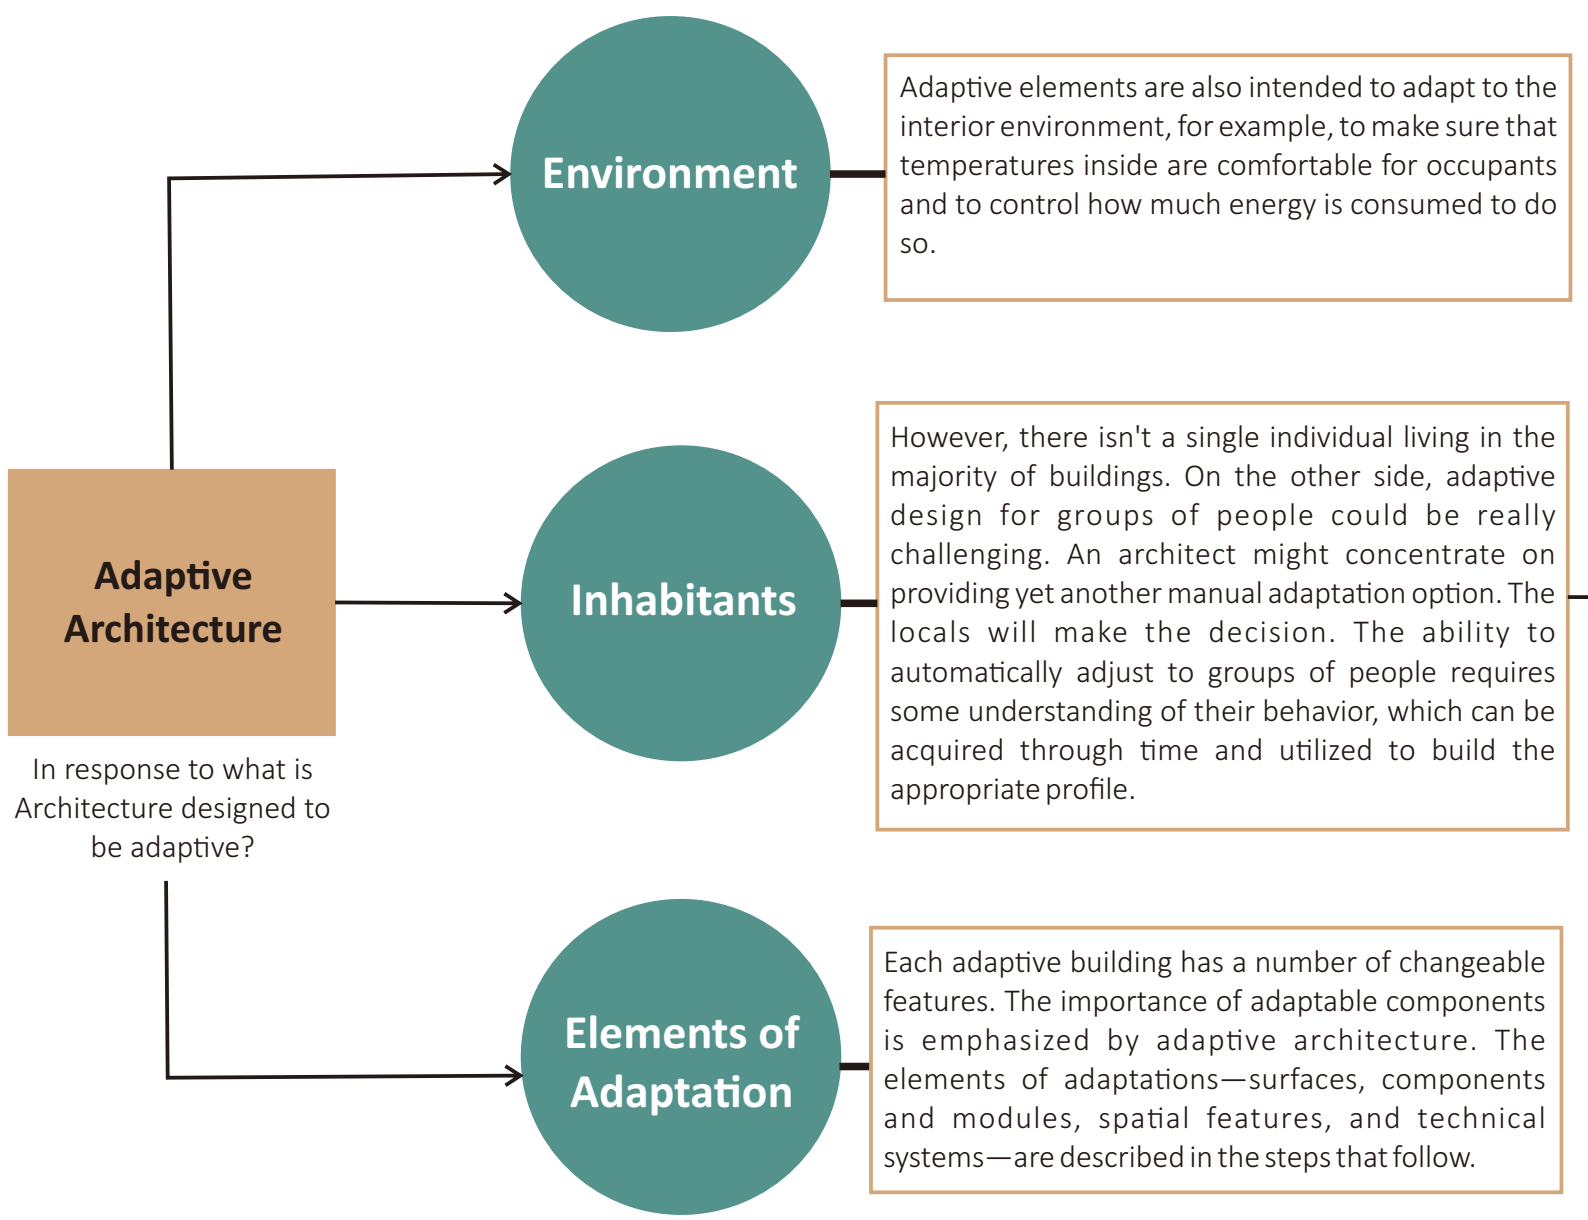 Environment
Adaptive elements are also intended to adapt to the
interior environment, for example, to make sure that
temperatures inside are comfortable for occupants
and to control how much energy is consumed to do
so.
Adaptive
Architecture
In response to what is
Architecture designed to
be adaptive?
Inhabitants
However, there isn't a single individual living in the
majority of buildings. On the other side, adaptive
design for groups of people could be really
challenging. An architect might concentrate on
providing yet another manual adaptation option. The
locals will make the decision. The ability to
automatically adjust to groups of people requires
some understanding of their behavior, which can be
acquired through time and utilized to build the
appropriate profile.
Elements of
Adaptation
Each adaptive building has a number of changeable
features. The importance of adaptable components
is emphasized by adaptive architecture. The
elements of adaptations—surfaces, components
and modules, spatial features, and technical
systems—are described in the steps that follow.